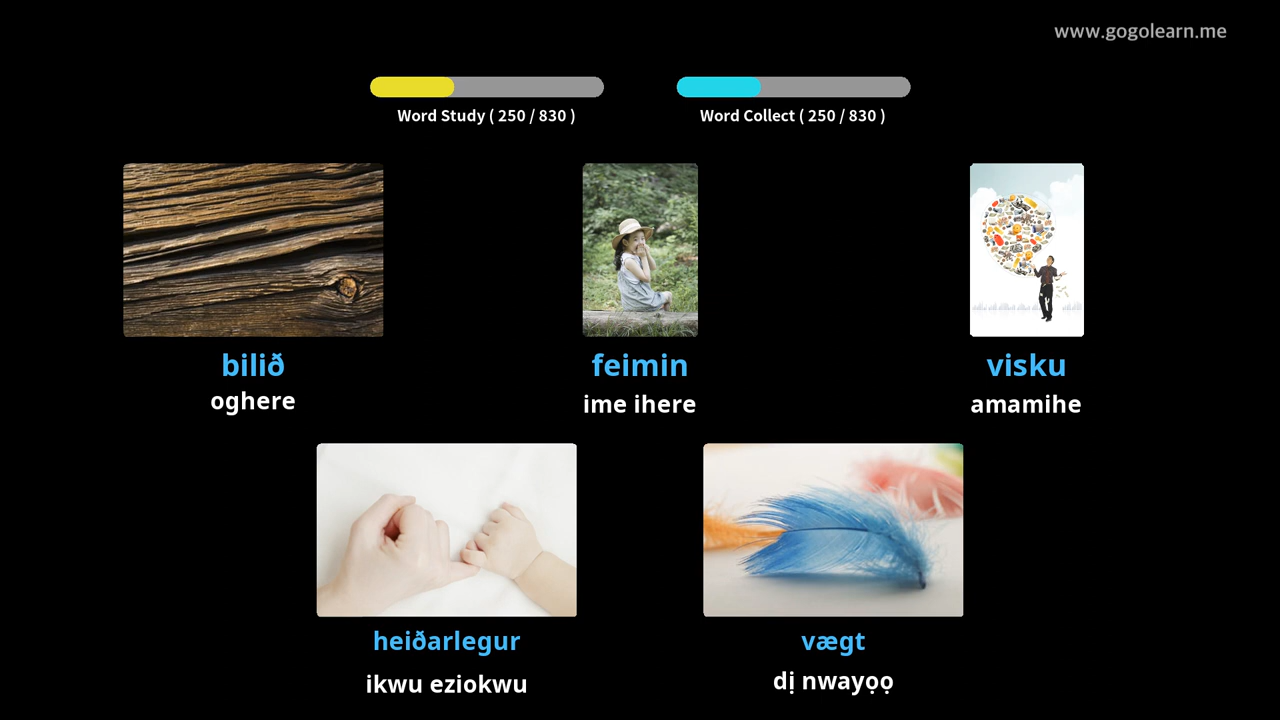 www.gogolearn.me
Word Study ( 250 / 830 )
Word Collect ( 250 / 830 )
bilið
oghere
feimin
ime ihere
visku
amamihe
heiðarlegur
ikwu eziokwu
vægt
dị nwayọọ